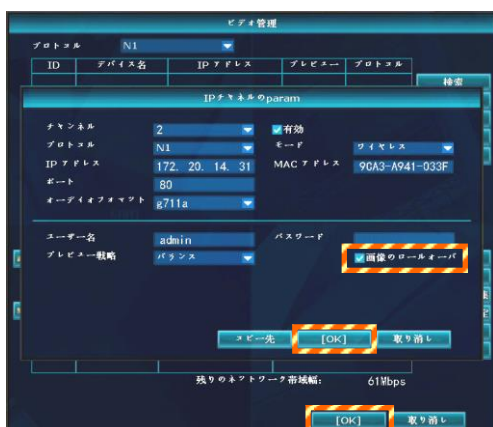 ビデオ管理
プロトコル N1
ID デバイス名 IPアドレス プレビュー プロトコル
検索
IPチャネルのparam
チャンネル 2 有効
プロトコル N1 モード ワイヤレス
IPアドレス 172. 20. 14. 31 MACアドレス 9CA3-A941-033F
ポート 80
オーディオフォマット g711a
ユーザー名 admin パスワード
プレビュー戦略 バランス 画像のロールオーバ
コピー先 [OK] 取り消し
残りのネットワーク帯域幅: 61Mbps
[OK] 取り消し